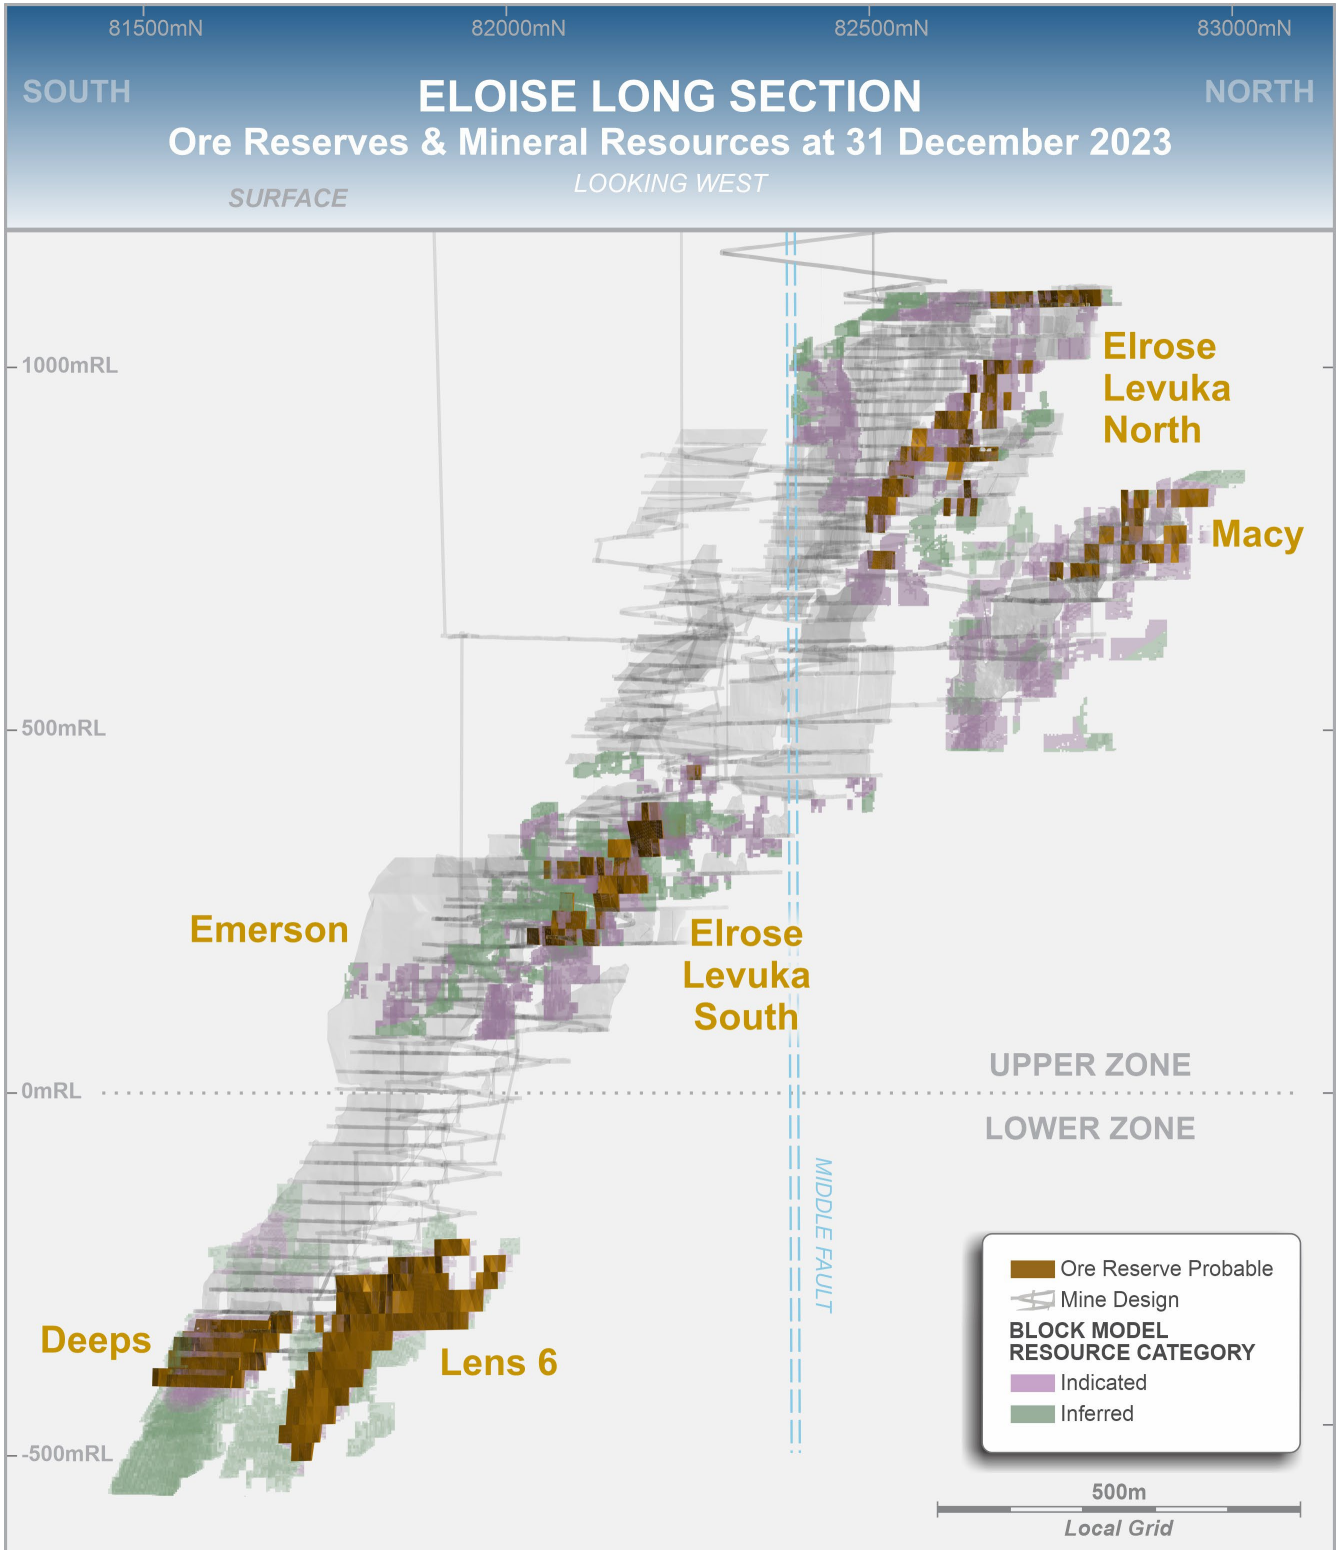 81500mN 82000mN 82500mN 83000mN
SOUTH
NORTH
ELOISE LONG SECTION
Ore Reserves & Mineral Resources at 31 December 2023
LOOKING WEST
SURFACE
1000mRL
Elrose
Levuka
North
Macy
500mRL
Emerson
Elrose
Levuka
South
UPPER ZONE
0mRL
LOWER ZONE
MIDDLE FAULT
Deeps
Lens 6
-500mRL
Ore Reserve Probable
Mine Design
BLOCK MODEL
RESOURCE CATEGORY
Indicated
Inferred
500m
Local Grid